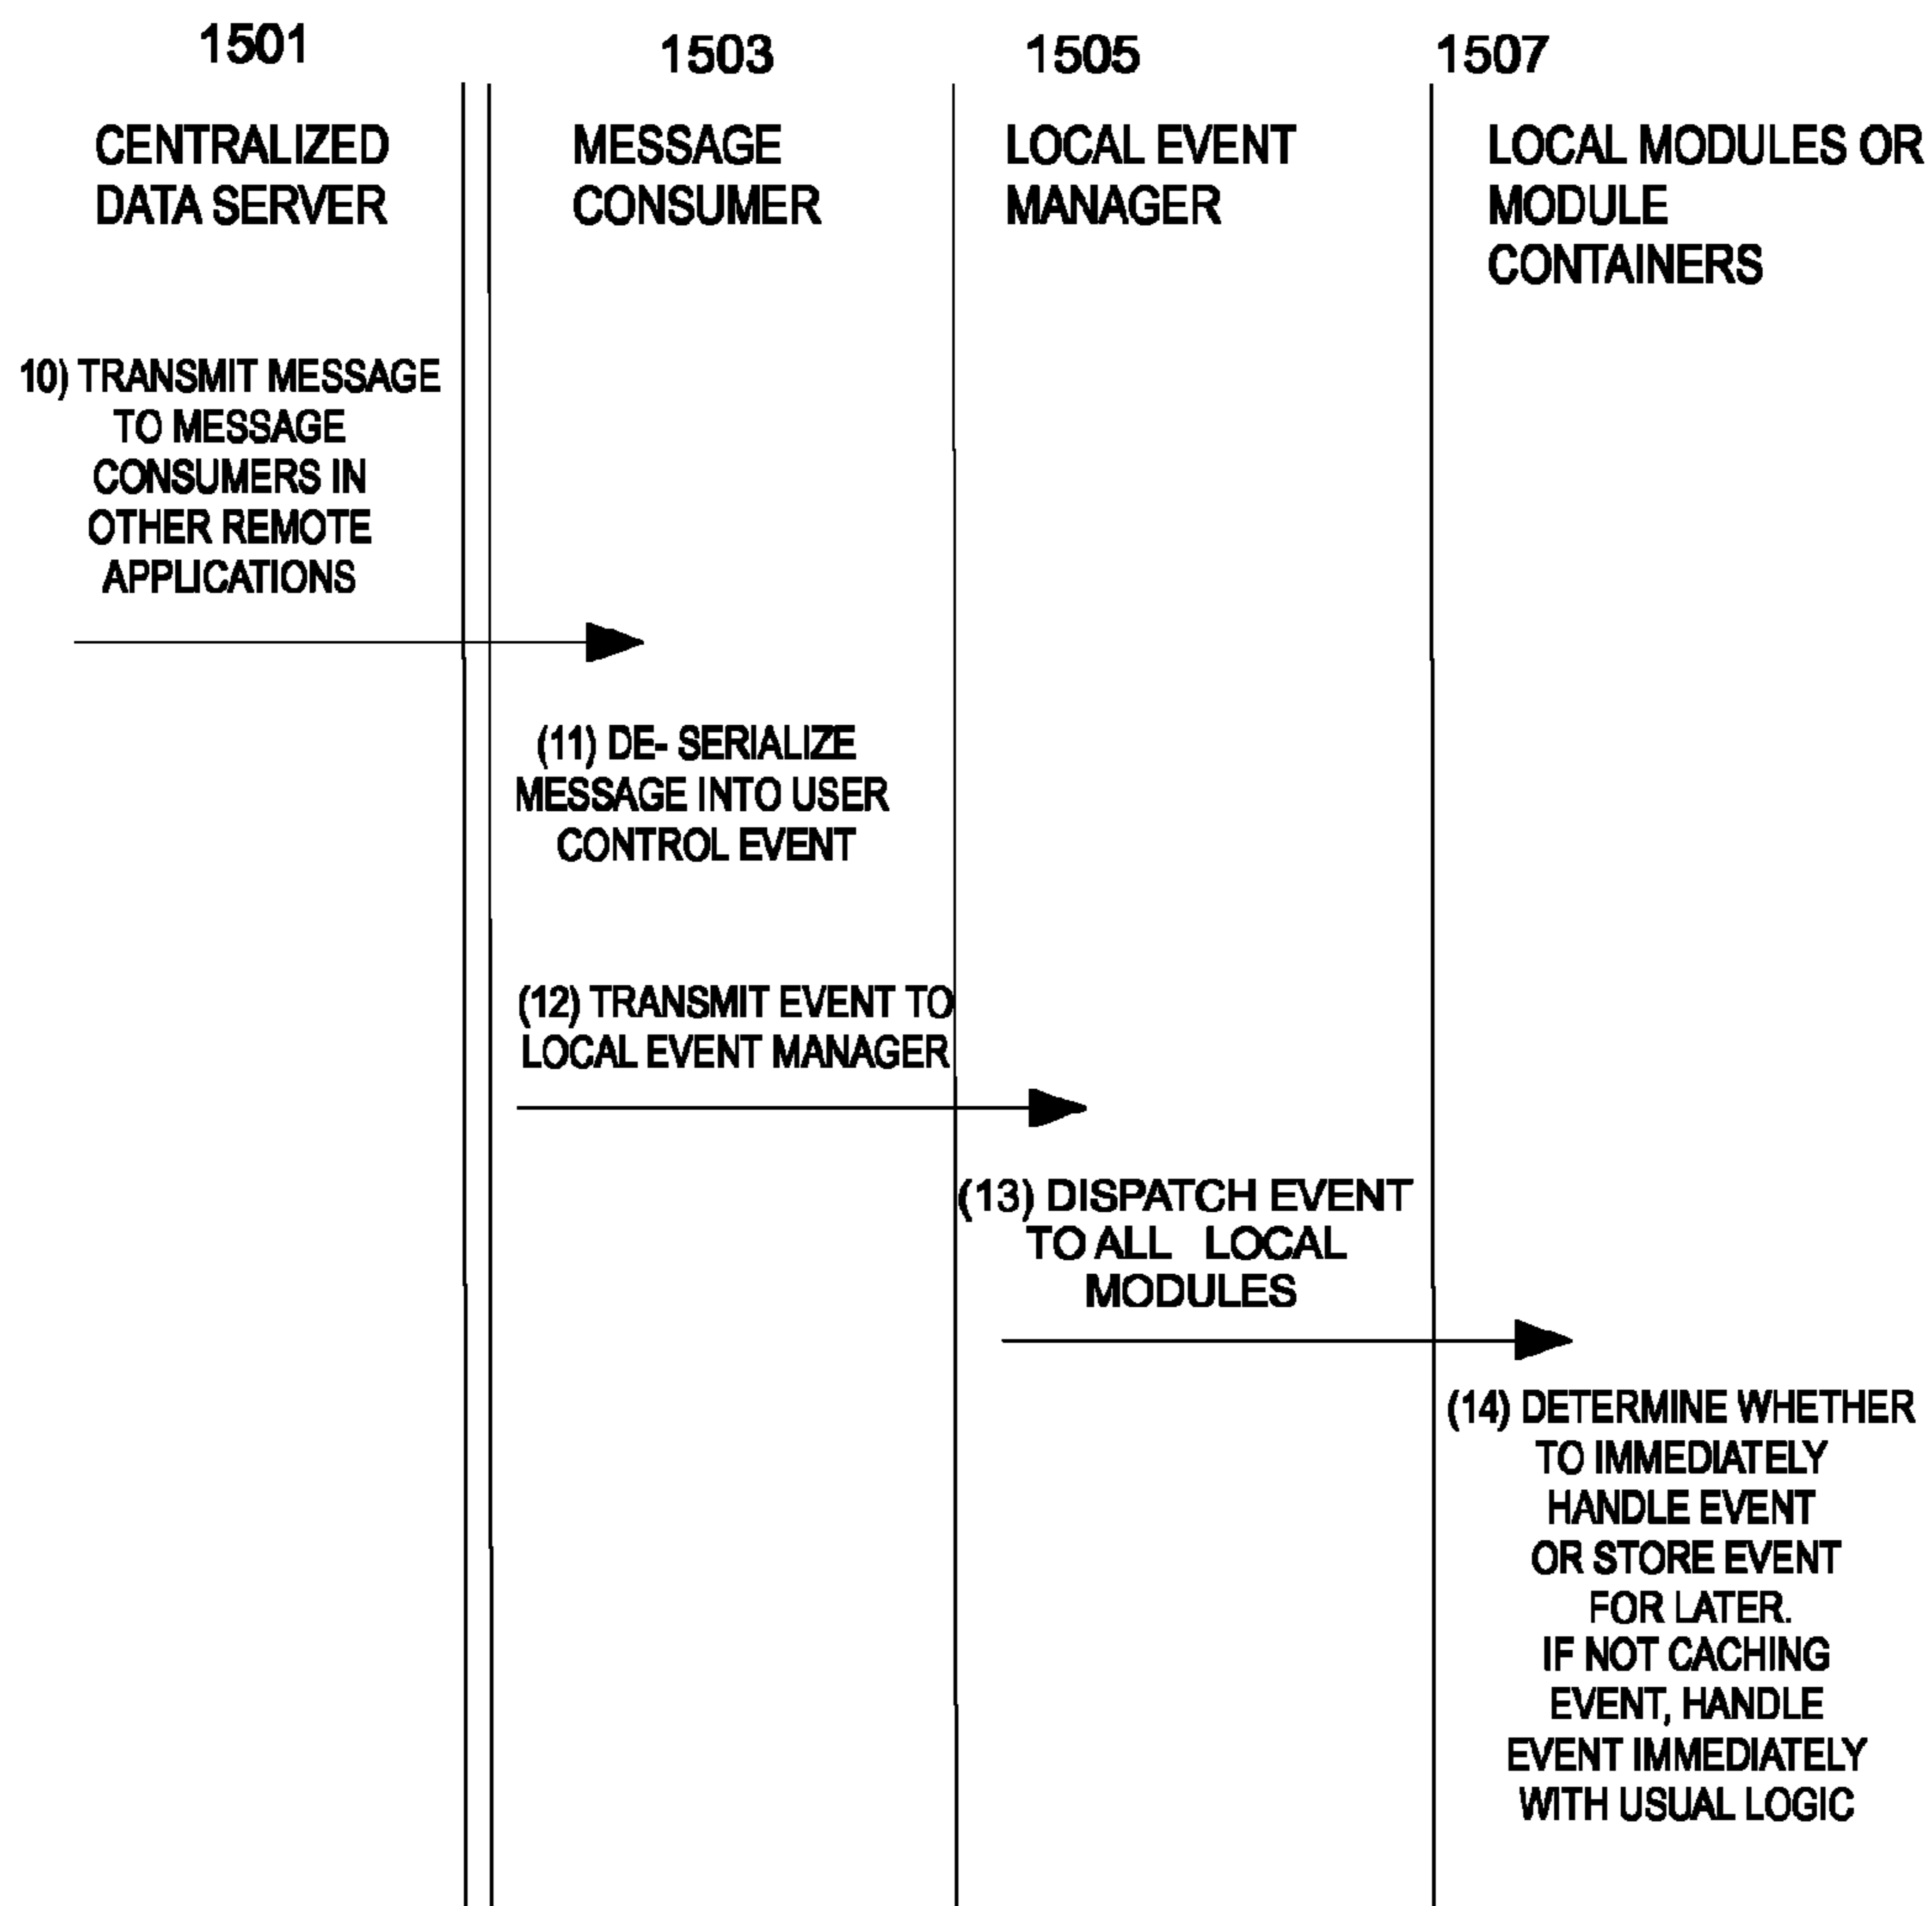 1501
1503
1505
1507
CENTRALIZED
DATA SERVER
MESSAGE
CONSUMER
LOCAL EVENT
MANAGER
LOCAL MODULES OR
MODULE
CONTAINERS
10) TRANSMIT MESSAGE
TO MESSAGE
CONSUMERS IN
OTHER REMOTE
APPLICATIONS
(11) DE- SERIALIZE
MESSAGE INTO USER
CONTROL EVENT
(12) TRANSMIT EVENT TO
LOCAL EVENT MANAGER
(13) DISPATCH EVENT
TO ALL LOCAL
MODULES
(14) DETERMINE WHETHER
TO IMMEDIATELY
HANDLE EVENT
OR STORE EVENT
FOR LATER.
IF NOT CACHING
EVENT, HANDLE
EVENT IMMEDIATELY
WITH USUAL LOGIC